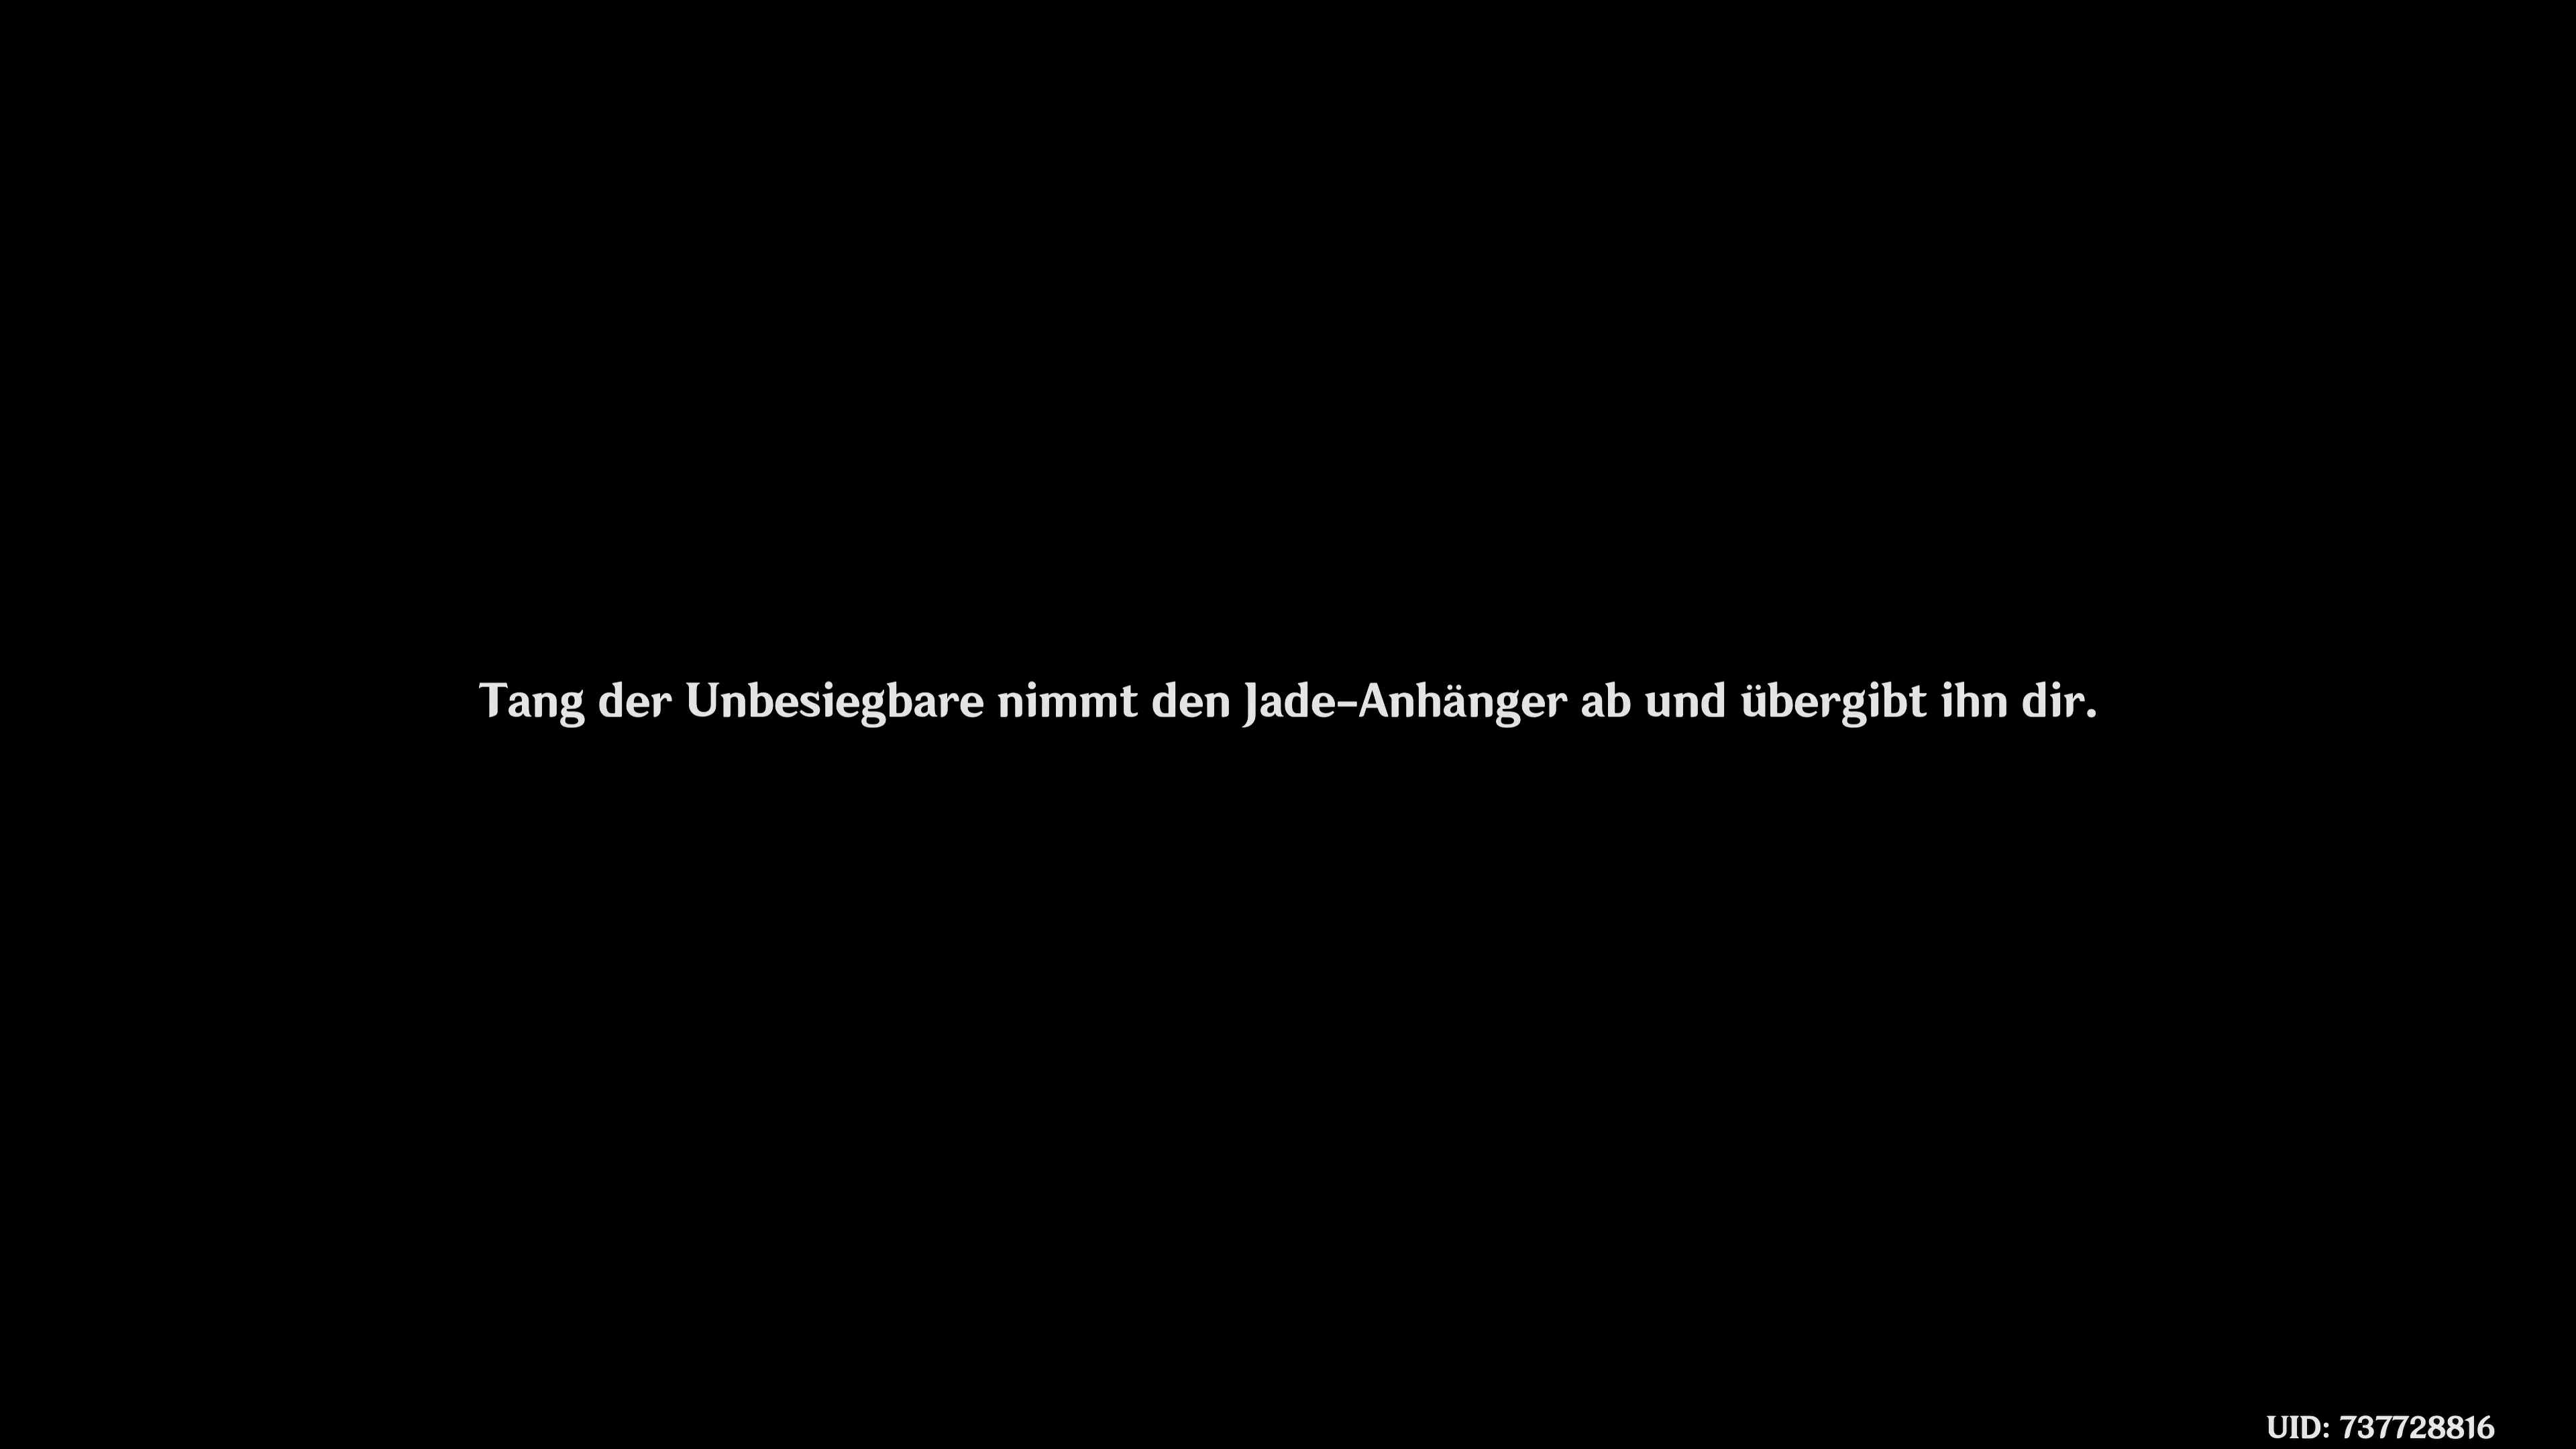 Tang der Unbesiegbare nimmt den Jade-Anhänger ab und übergibt ihn dir.
UID: 737728816